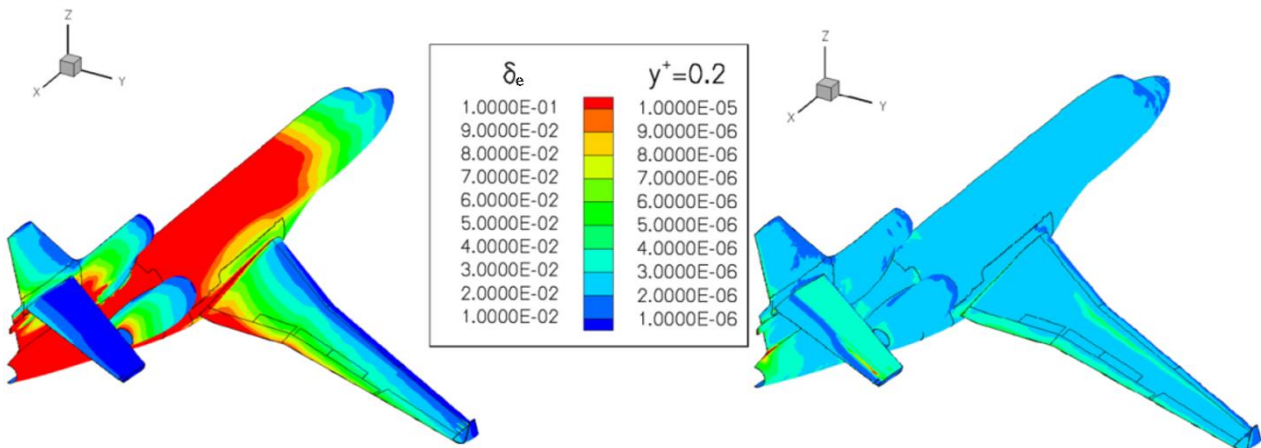 Z
Y
X
δe y⁺=0.2
1.0000E-01 1.0000E-05
9.0000E-02 9.0000E-06
8.0000E-02 8.0000E-06
7.0000E-02 7.0000E-06
6.0000E-02 6.0000E-06
5.0000E-02 5.0000E-06
4.0000E-02 4.0000E-06
3.0000E-02 3.0000E-06
2.0000E-02 2.0000E-06
1.0000E-02 1.0000E-06
Z
Y
X